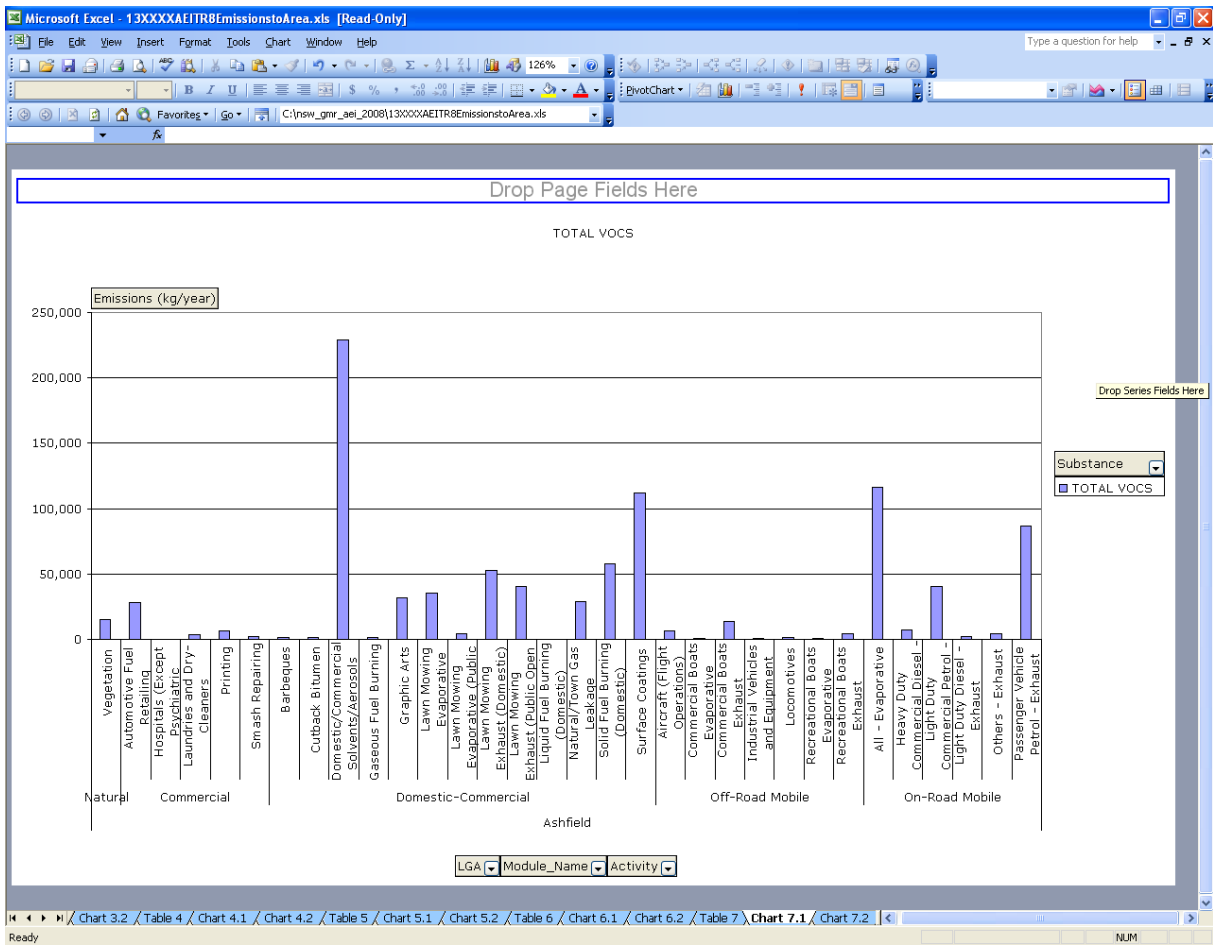 Microsoft Excel - 13XXXXAEITR8EmissionstoArea.xls [Read-Only]
File Edit View Insert Format Tools Chart Window Help
Type a question for help
126%
B I U
$ %
PivotChart
Favorites Go C:\nsw_gmr_aei_2008\13XXXXAEITR8EmissionstoArea.xls
fx
Drop Page Fields Here
TOTAL VOCS
Emissions (kg/year)
250,000
200,000
150,000
100,000
50,000
0
Drop Series Fields Here
Substance
TOTAL VOCS
Vegetation
Automotive Fuel
Retailing
Hospitals (Except
Psychiatric
Laundries and Dry-
Cleaners
Printing
Smash Repairing
Barbeques
Cutback Bitumen
Domestic/Commercial
Solvents/Aerosols
Gaseous Fuel Burning
Graphic Arts
Lawn Mowing
Evaporative
Lawn Mowing
Evaporative (Public
Lawn Mowing
Exhaust (Domestic)
Lawn Mowing
Exhaust (Public Open
Liquid Fuel Burning
(Domestic)
Natural/Town Gas
Leakage
Solid Fuel Burning
(Domestic)
Surface Coatings
Aircraft (Flight
Operations)
Commercial Boats
Evaporative
Commercial Boats
Exhaust
Industrial Vehicles
and Equipment
Locomotives
Recreational Boats
Evaporative
Recreational Boats
Exhaust
All - Evaporative
Heavy Duty
Commercial Diesel -
Light Duty
Commercial Petrol -
Light Duty Diesel -
Exhaust
Others - Exhaust
Passenger Vehicle
Petrol - Exhaust
Natural Commercial Domestic-Commercial Off-Road Mobile On-Road Mobile
Ashfield
LGA Module_Name Activity
Chart 3.2 Table 4 Chart 4.1 Chart 4.2 Table 5 Chart 5.1 Chart 5.2 Table 6 Chart 6.1 Chart 6.2 Table 7 Chart 7.1 Chart 7.2
Ready NUM